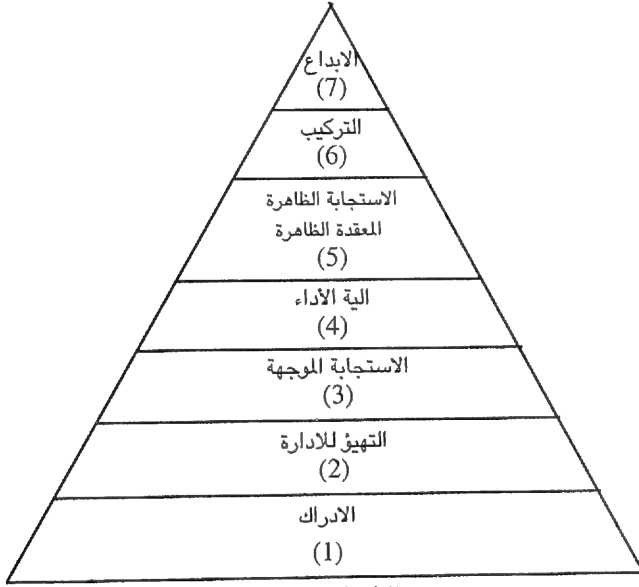 الابداع
(7)
التركيب
(6)
الاستجابة الظاهرة
المعقدة الظاهرة
(5)
الية الأداء
(4)
الاستجابة الموجهة
(3)
التهيؤ للادارة
(2)
الادراك
(1)